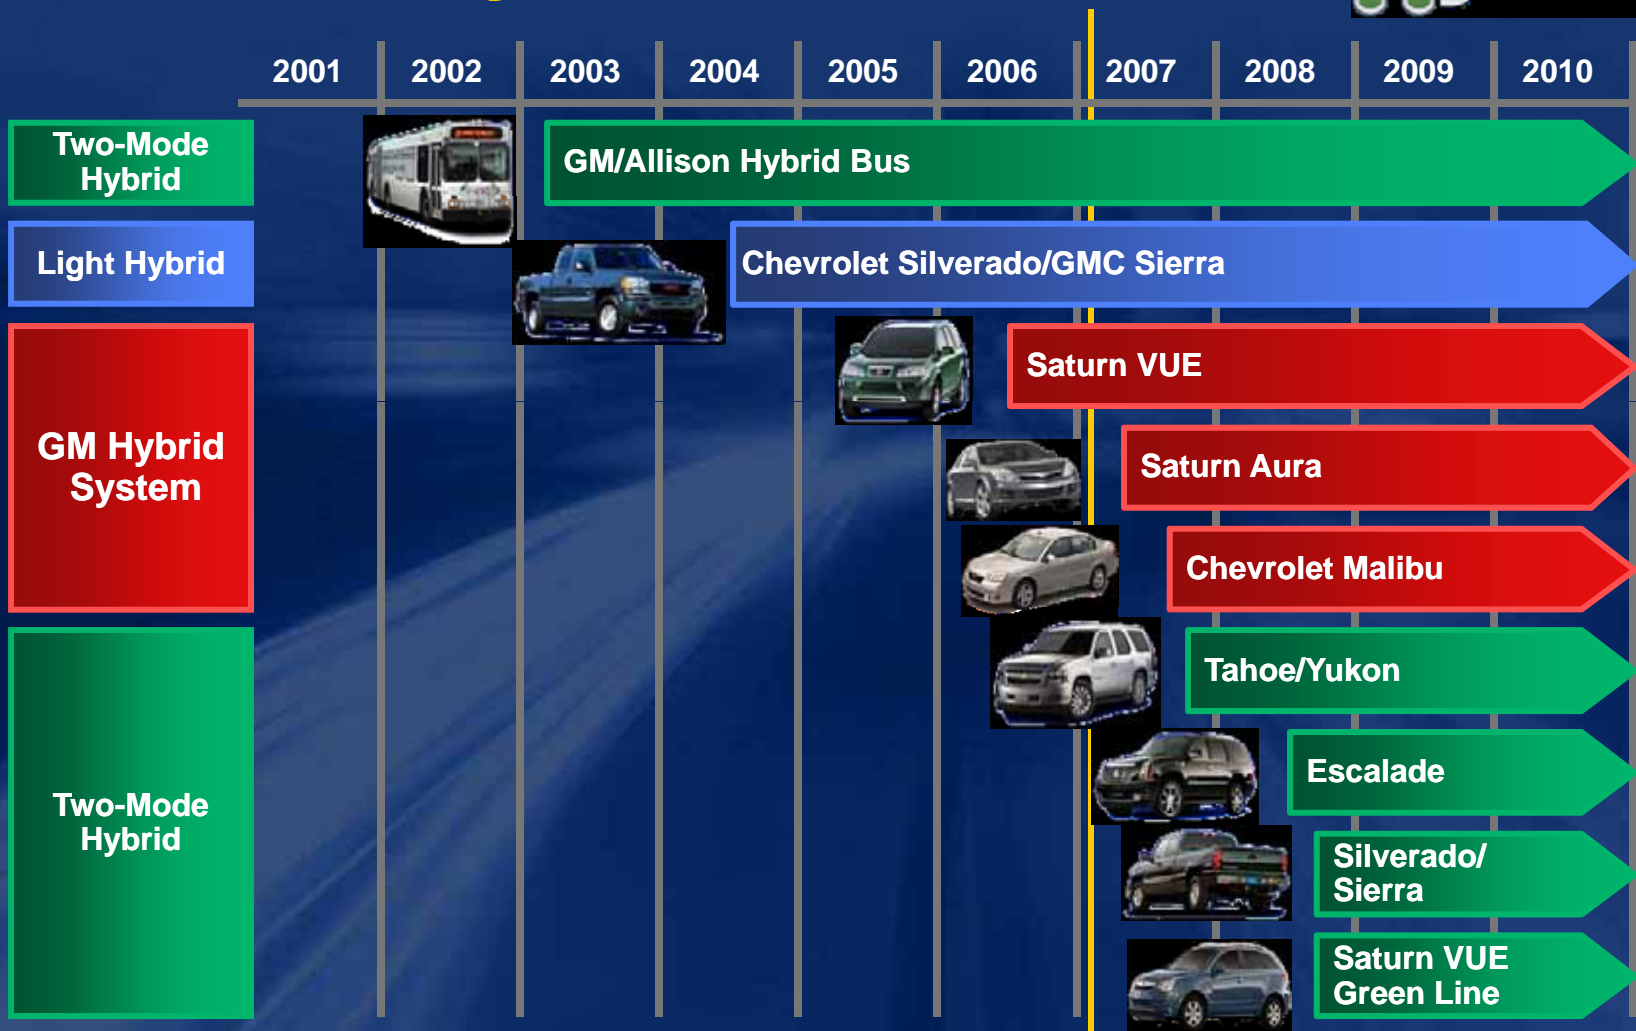 2001 2002 2003 2004 2005 2006 2007 2008 2009 2010
Two-Mode
Hybrid
GM/Allison Hybrid Bus
Light Hybrid
Chevrolet Silverado/GMC Sierra
GM Hybrid
System
Saturn VUE
Saturn Aura
Chevrolet Malibu
Two-Mode
Hybrid
Tahoe/Yukon
Escalade
Silverado/
Sierra
Saturn VUE
Green Line